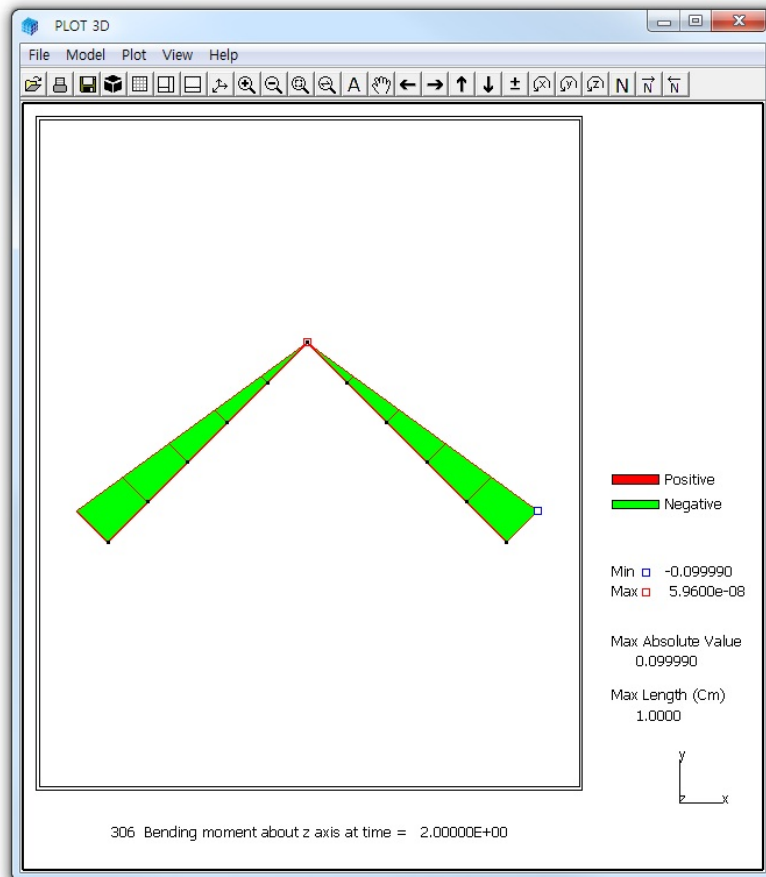 PLOT 3D
File Model Plot View Help
A ± x y z N N N
Positive
Negative
Min -0.099990
Max 5.9600e-08
Max Absolute Value
0.099990
Max Length (Cm)
1.0000
y
z x
306 Bending moment about z axis at time = 2.00000E+00